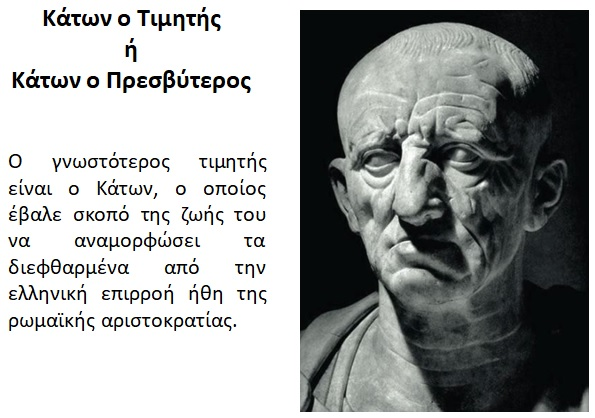 Κάτων ο Τιμητής
ή
Κάτων ο Πρεσβύτερος
Ο γνωστότερος τιμητής
είναι ο Κάτων, ο οποίος
έβαλε σκοπό της ζωής του
να αναμορφώσει τα
διεφθαρμένα από την
ελληνική επιρροή ήθη της
ρωμαϊκής αριστοκρατίας.